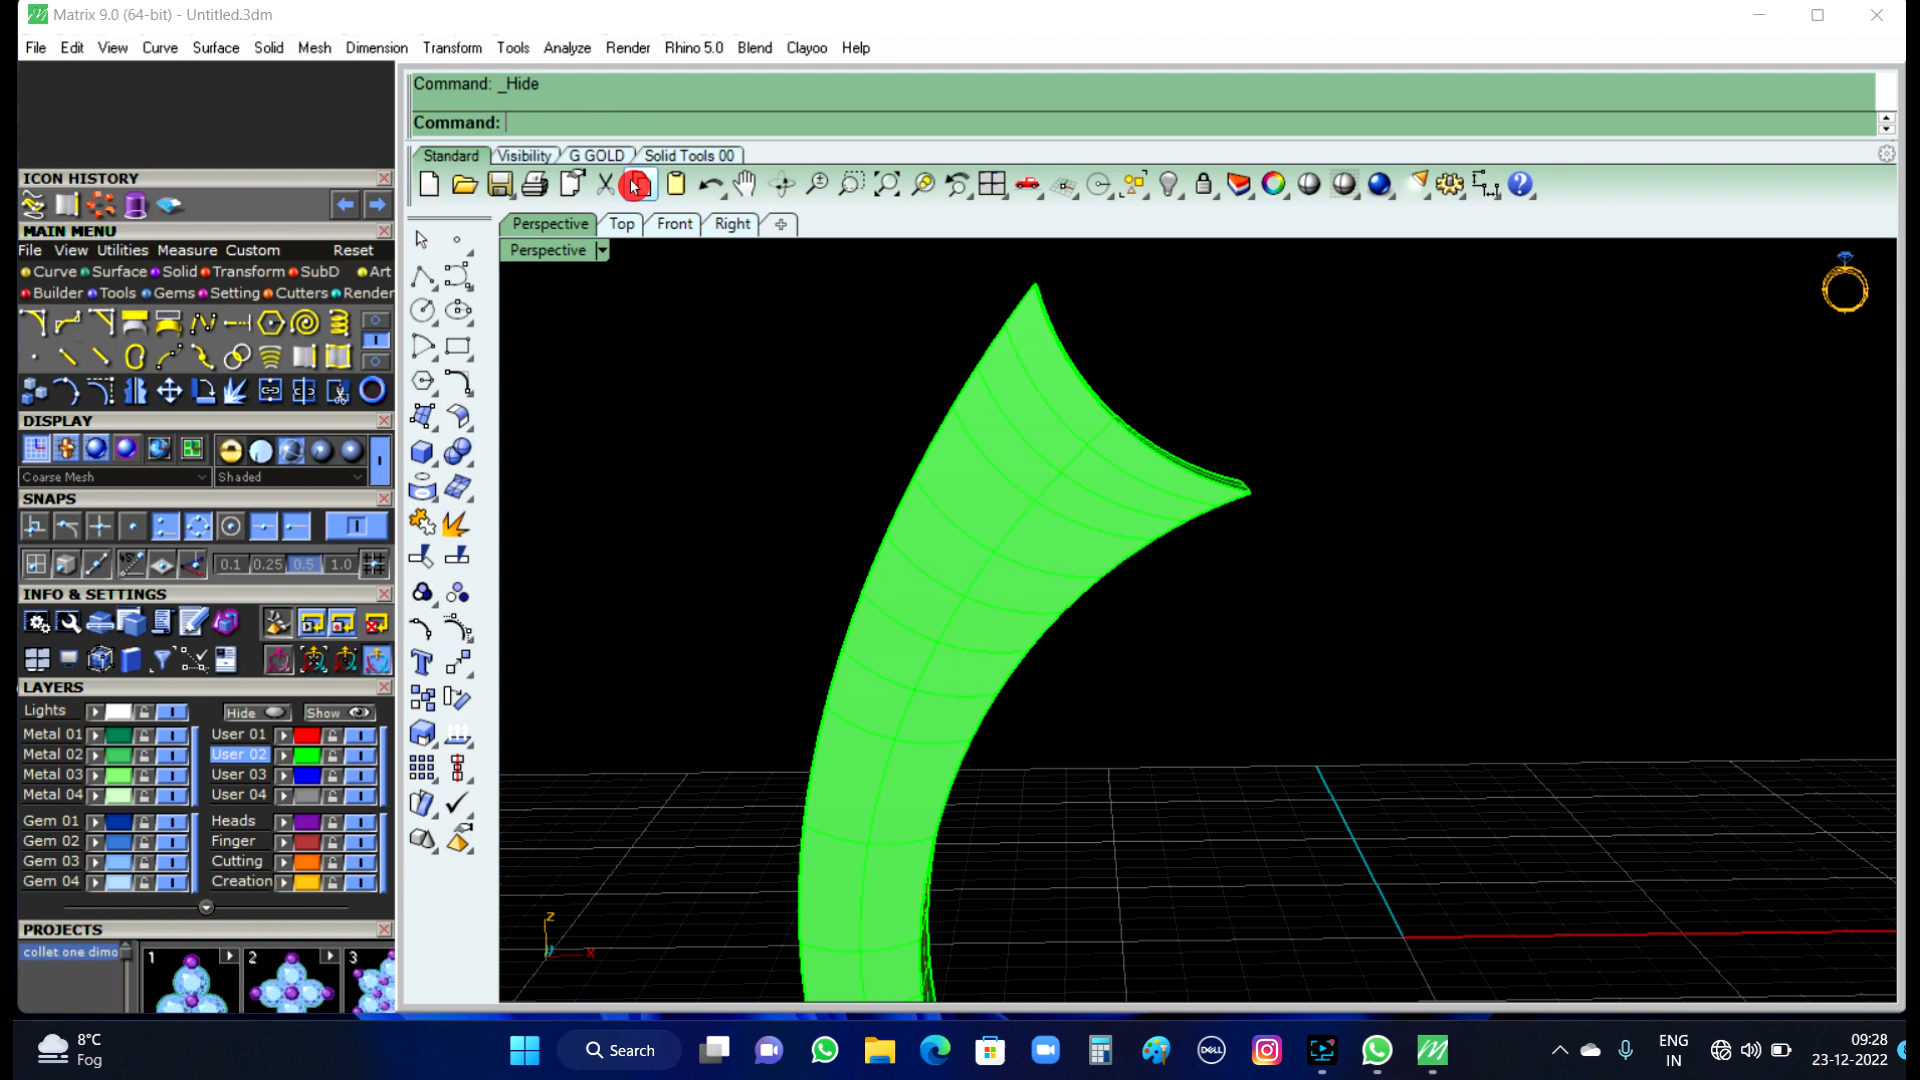 Matrix 9.0 (64-bit) - Untitled.3dm
File Edit View Curve Surface Solid Mesh Dimension Transform Tools Analyze Render Rhino 5.0 Blend Clayoo Help
Command: _Hide
Command:
Standard Visibility G GOLD Solid Tools 00
ICON HISTORY
MAIN MENU
File View Utilities Measure Custom Reset
Curve Surface Solid Transform SubD Art
Builder Tools Gems Setting Cutters Render
Perspective Top Front Right
Perspective
DISPLAY
Coarse Mesh Shaded
SNAPS
0.1 0.25 0.5 1.0
INFO & SETTINGS
LAYERS
Lights Hide Show
Metal 01 User 01
Metal 02 User 02
Metal 03 User 03
Metal 04 User 04
Gem 01 Heads
Gem 02 Finger
Gem 03 Cutting
Gem 04 Creation
PROJECTS
collet one dimo
1 2 3
z
x
8°C
Fog
Search
DELL
ENG
IN
09:28
23-12-2022